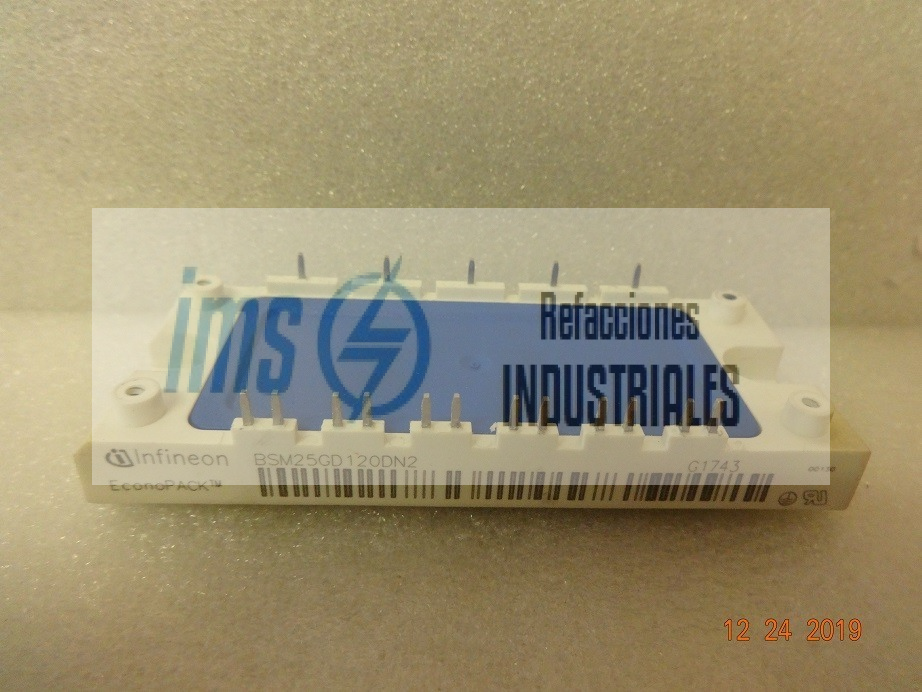 ims
Refacciones
INDUSTRIALES
Infineon BSM25GD120DN2 G1743
EconoPACK™
12 24 2019